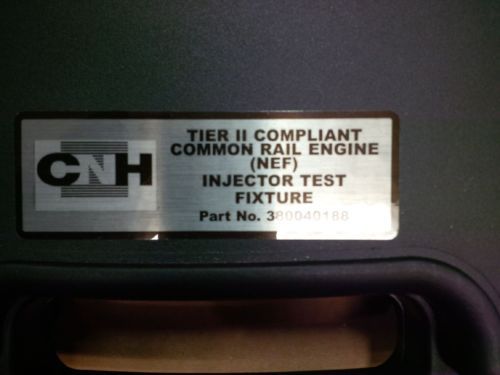 CNH
TIER II COMPLIANT
COMMON RAIL ENGINE
(NEF)
INJECTOR TEST
FIXTURE
Part No. 380040188